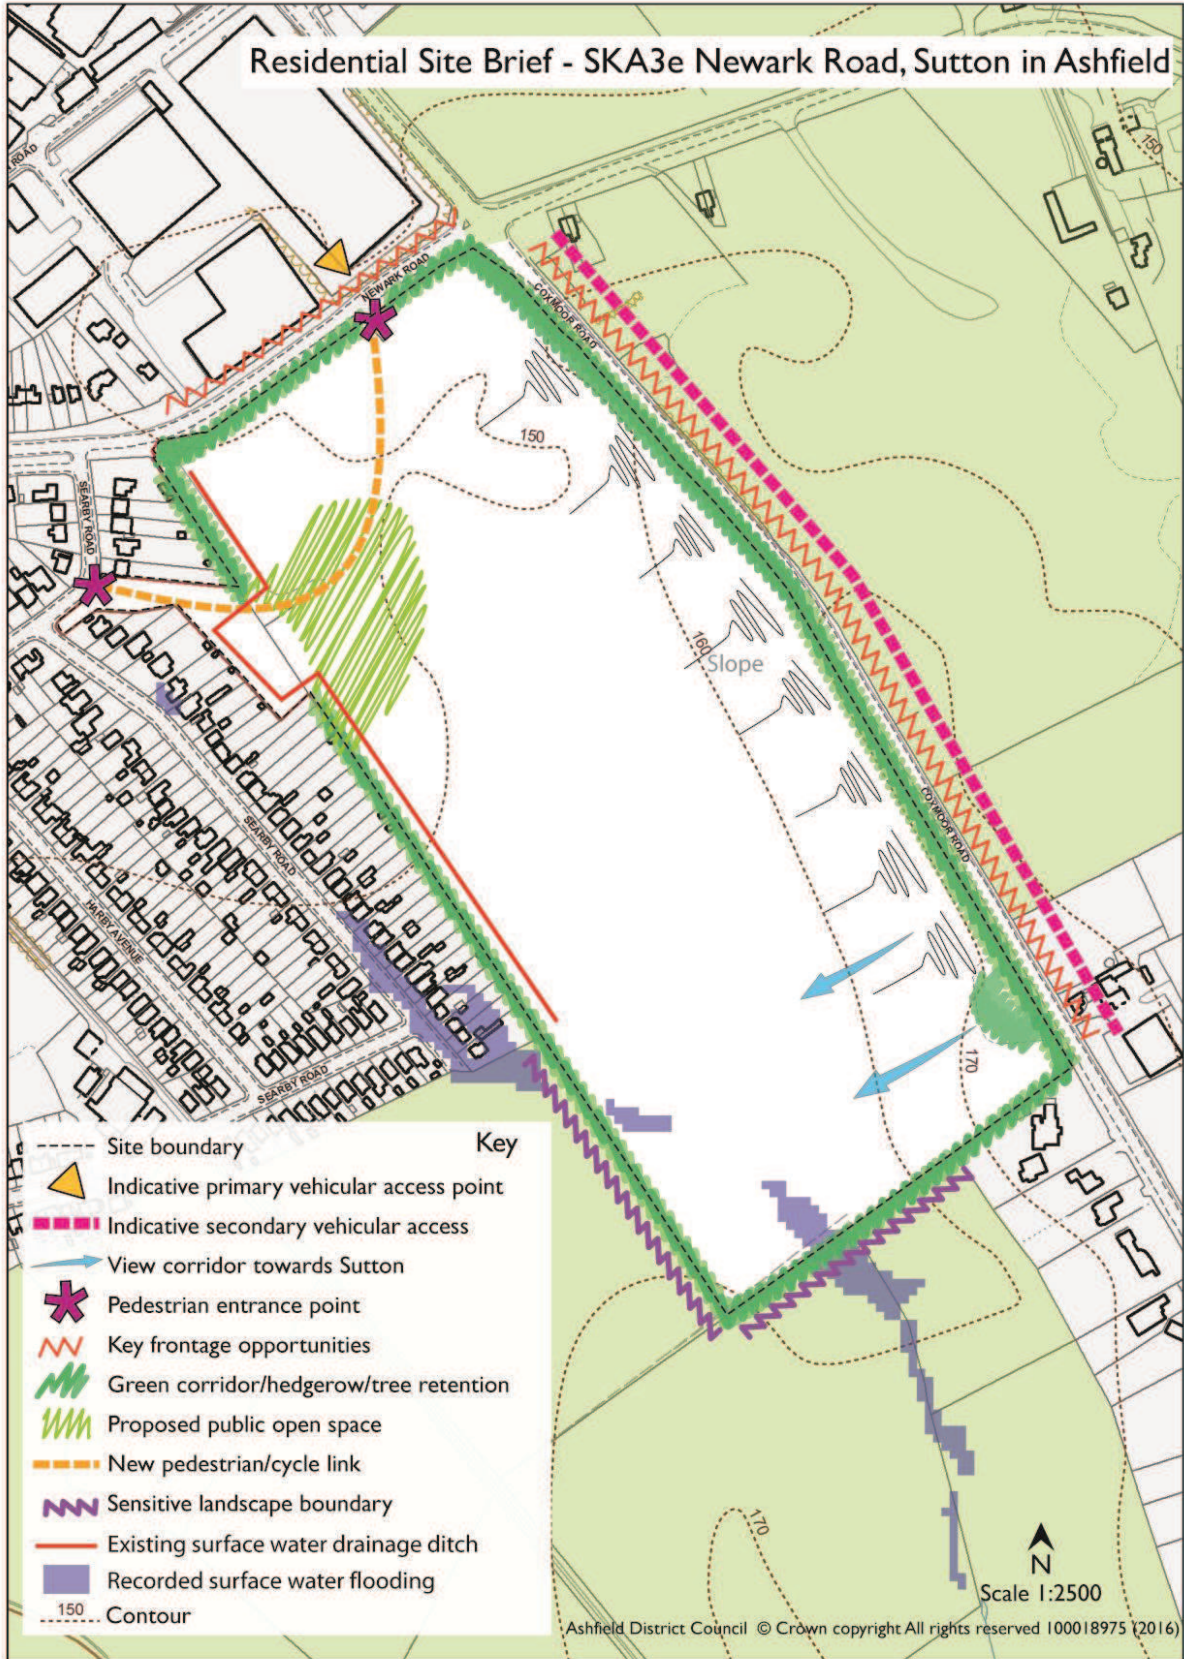 Residential Site Brief - SKA3e Newark Road, Sutton in Ashfield
ROAD
150
NEWARK ROAD
COXMOOR ROAD
150
SEARBY ROAD
160
Slope
COXMOOR ROAD
SEARBY ROAD
HARBY AVENUE
170
SEARBY ROAD
Key
Site boundary
Indicative primary vehicular access point
Indicative secondary vehicular access
View corridor towards Sutton
Pedestrian entrance point
Key frontage opportunities
Green corridor/hedgerow/tree retention
Proposed public open space
New pedestrian/cycle link
Sensitive landscape boundary
Existing surface water drainage ditch
Recorded surface water flooding
150 Contour
170
N
Scale 1:2500
Ashfield District Council © Crown copyright All rights reserved 100018975 (2016)